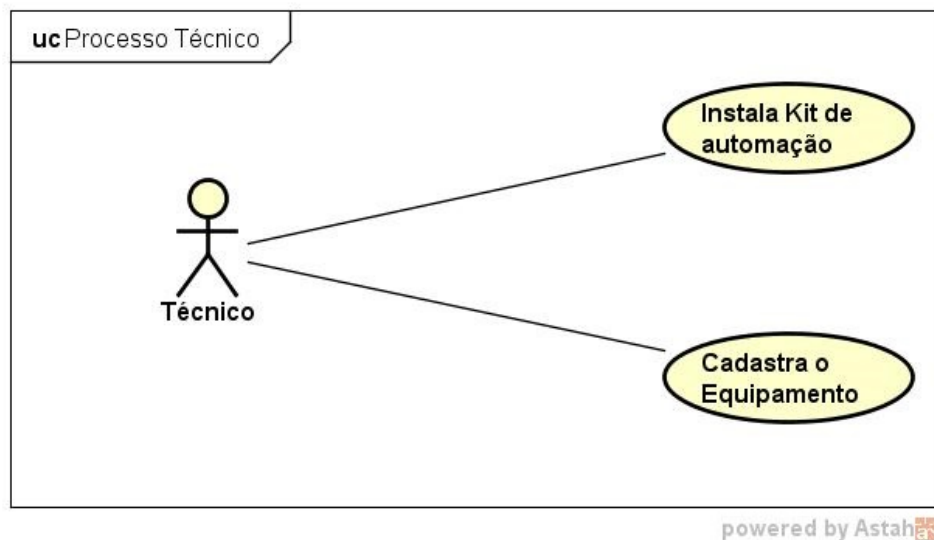 uc Processo Técnico
Instala Kit de
automação
Técnico
Cadastra o
Equipamento
powered by Astah